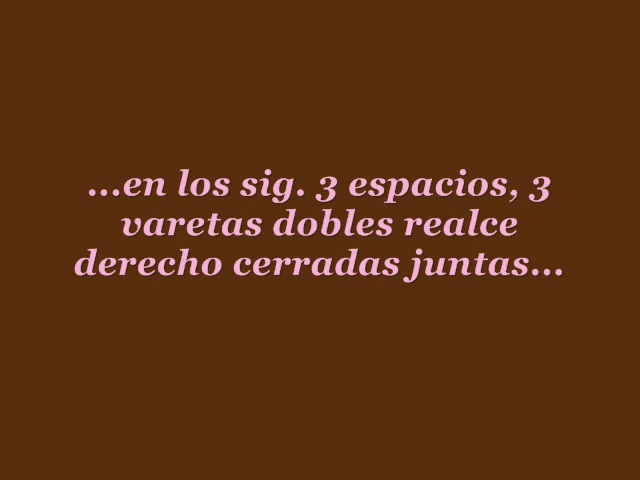 ...en los sig. 3 espacios, 3
varetas dobles realce
derecho cerradas juntas...